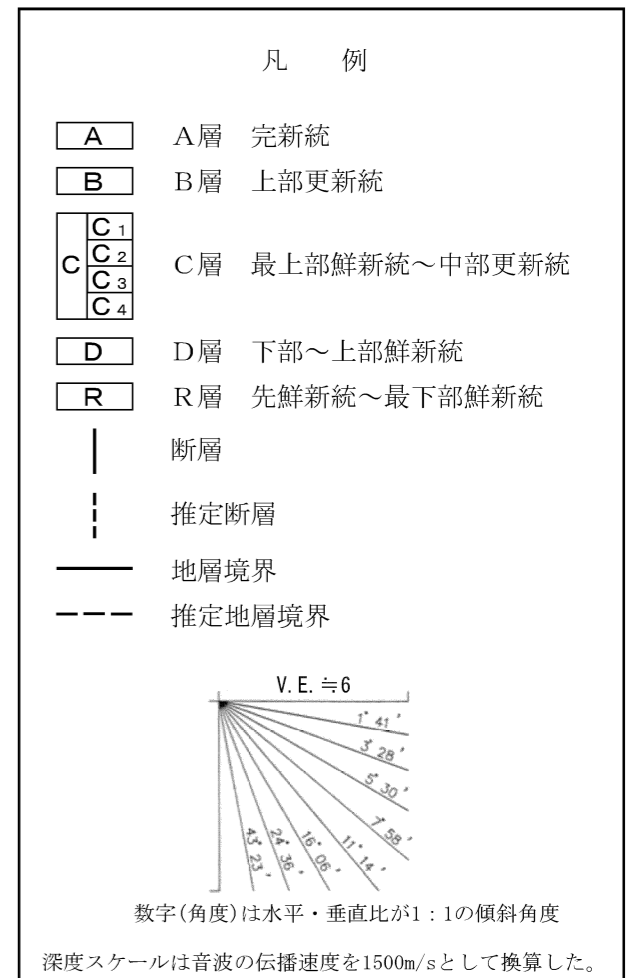 凡　例
A A層 完新統
B B層 上部更新統
C C1 C2 C3 C4 C層 最上部鮮新統～中部更新統
D D層 下部～上部鮮新統
R R層 先鮮新統～最下部鮮新統
断層
推定断層
地層境界
推定地層境界
V.E.≒6
1°41'
3°28'
5°30'
7°58'
11°14'
16°06'
24°36'
43°23'
数字(角度)は水平・垂直比が1：1の傾斜角度
深度スケールは音波の伝播速度を1500m/sとして換算した。